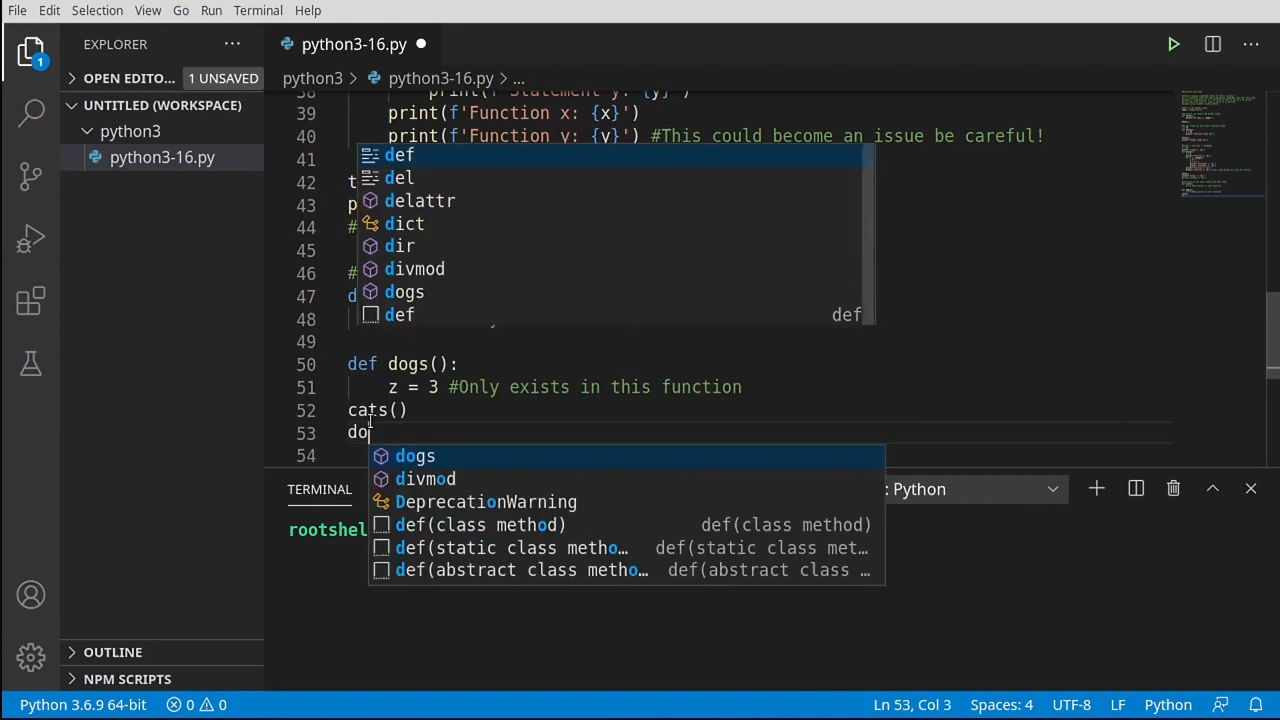 File Edit Selection View Go Run Terminal Help
EXPLORER
python3-16.py
1
OPEN EDITO... 1 UNSAVED
python3 > python3-16.py > ...
UNTITLED (WORKSPACE)
python3
python3-16.py
38 print(f'Statement y: {y}')
39 print(f'Function x: {x}')
40 print(f'Function y: {y}') #This could become an issue be careful!
41
def
42 t
del
43 p
delattr
44 #
dict
45
dir
46 #
divmod
47 d
dogs
48
def def
49
50 def dogs():
51 z = 3 #Only exists in this function
52 cats()
53 do
54
dogs
divmod
DeprecationWarning
def(class method) def(class method)
def(static class metho… def(static class met…
def(abstract class metho… def(abstract class …
TERMINAL : Python
rootshel
OUTLINE
NPM SCRIPTS
Python 3.6.9 64-bit 0 0 Ln 53, Col 3 Spaces: 4 UTF-8 LF Python